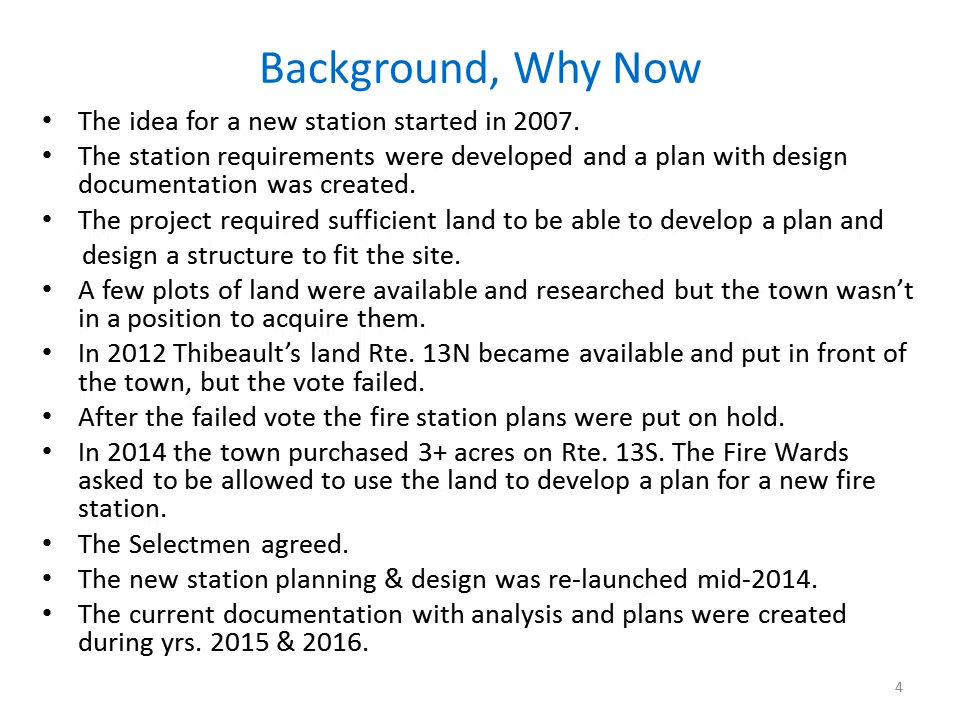 Background, Why Now
• The idea for a new station started in 2007.
• The station requirements were developed and a plan with design
documentation was created.
• The project required sufficient land to be able to develop a plan and
design a structure to fit the site.
• A few plots of land were available and researched but the town wasn’t
in a position to acquire them.
• In 2012 Thibeault’s land Rte. 13N became available and put in front of
the town, but the vote failed.
• After the failed vote the fire station plans were put on hold.
• In 2014 the town purchased 3+ acres on Rte. 13S. The Fire Wards
asked to be allowed to use the land to develop a plan for a new fire
station.
• The Selectmen agreed.
• The new station planning & design was re-launched mid-2014.
• The current documentation with analysis and plans were created
during yrs. 2015 & 2016.
4